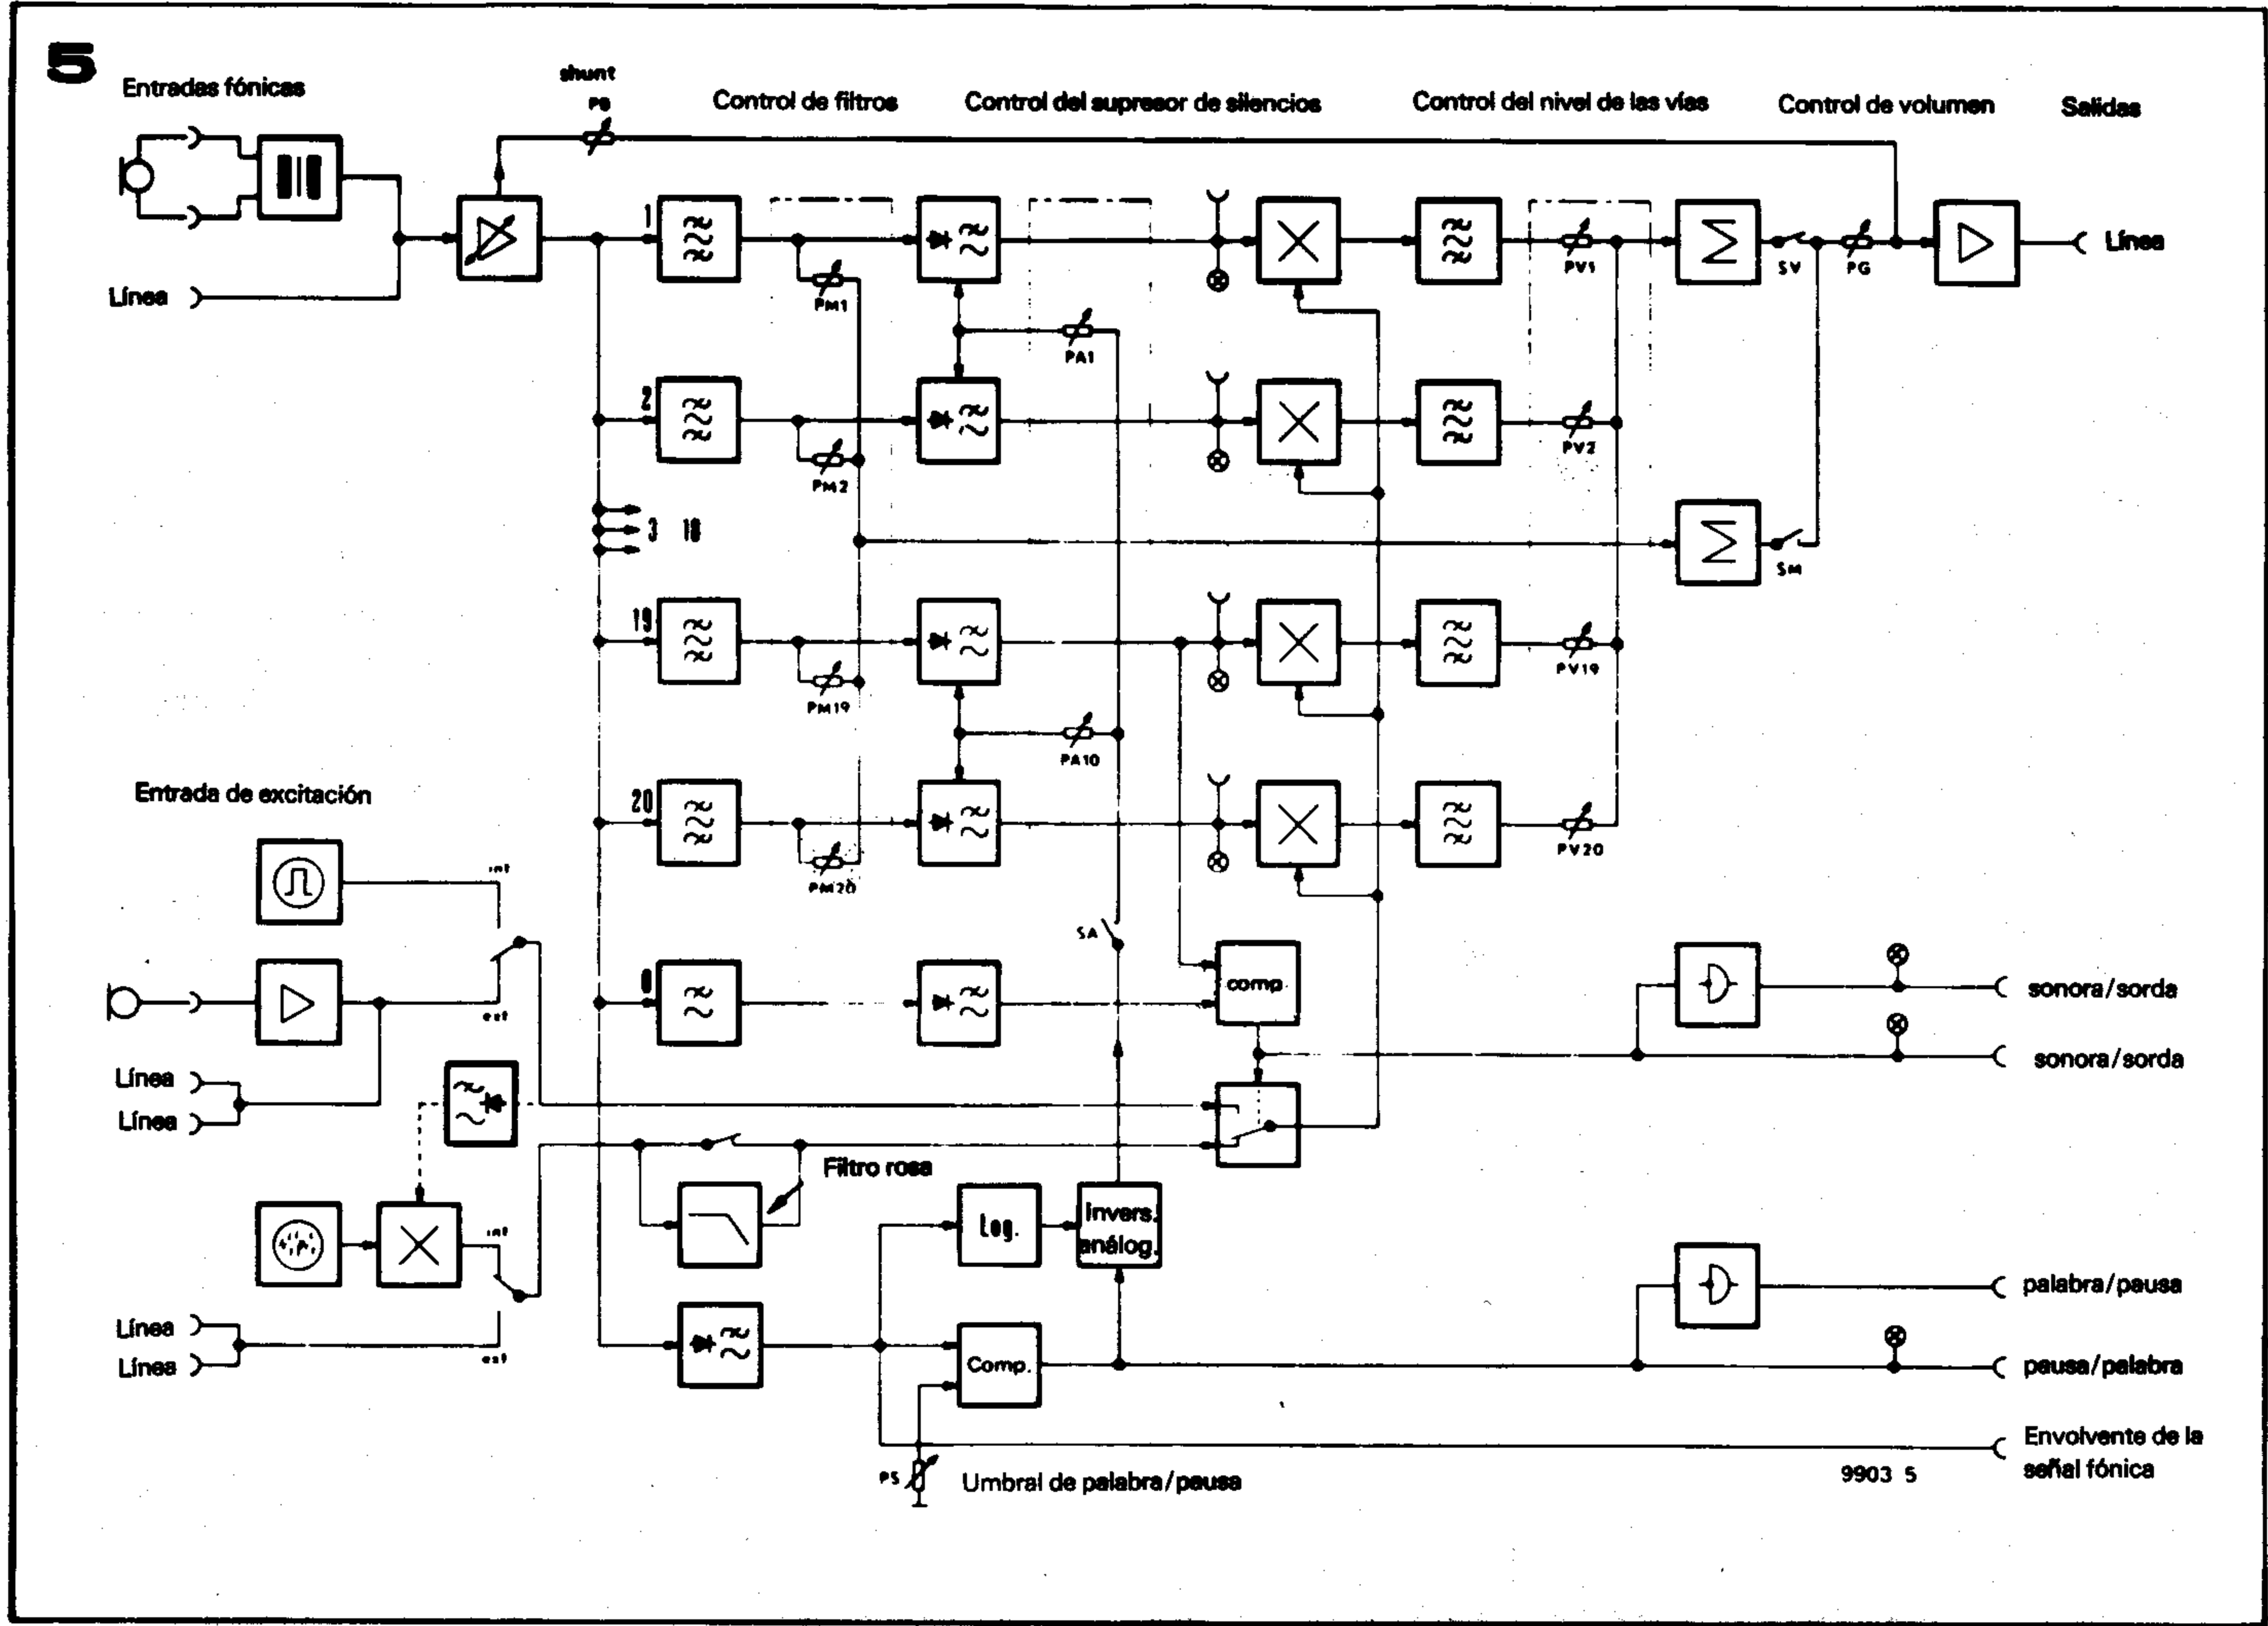 5
Entradas fónicas
shunt
PB
Control de filtros
Control del supresor de silencios
Control del nivel de las vías
Control de volumen
Salidas
1
Línea
PM1
PA1
PV1
SV
PG
Línea
2
PM2
PV2
3 18
SM
19
PM19
PV19
PA10
Entrada de excitación
20
PM20
PV20
int
SA
comp.
ext
sonora/sorda
sonora/sorda
Línea
Línea
Filtro rosa
int
Log.
invers.
análog.
palabra/pausa
Línea
Línea
ext
Comp.
pausa/palabra
PS
Umbral de palabra/pausa
Envolvente de la
señal fónica
9903 5